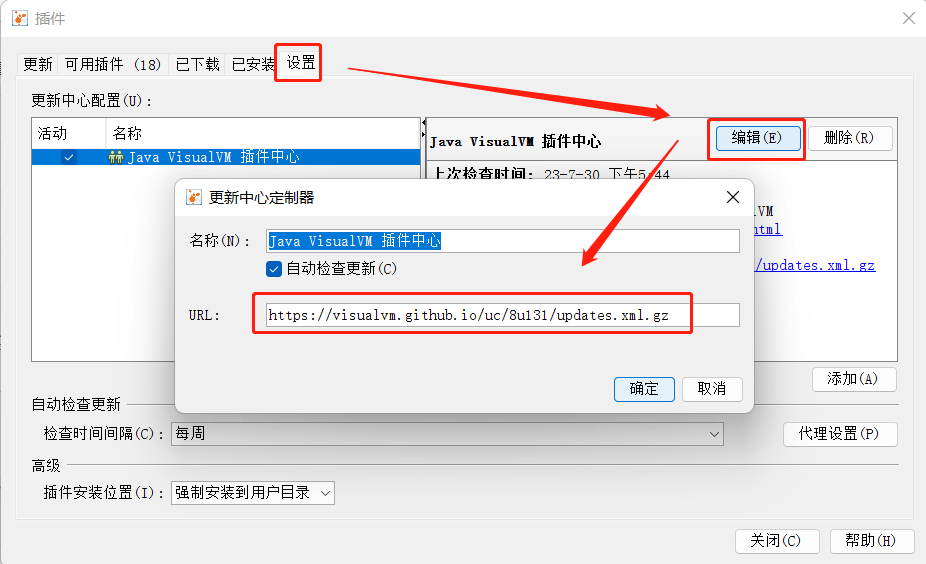 插件
更新 可用插件 (18) 已下载 已安装 设置
更新中心配置(U):
活动 名称
Java VisualVM 插件中心
Java VisualVM 插件中心 编辑(E) 删除(R)
上次检查时间: 23-7-30 下午5:44
更新中心定制器
名称(N): Java VisualVM 插件中心
自动检查更新(C)
URL: https://visualvm.github.io/uc/8u131/updates.xml.gz
确定 取消
VM
html
/updates.xml.gz
添加(A)
自动检查更新
检查时间间隔(C): 每周 代理设置(P)
高级
插件安装位置(I): 强制安装到用户目录
关闭(C) 帮助(H)